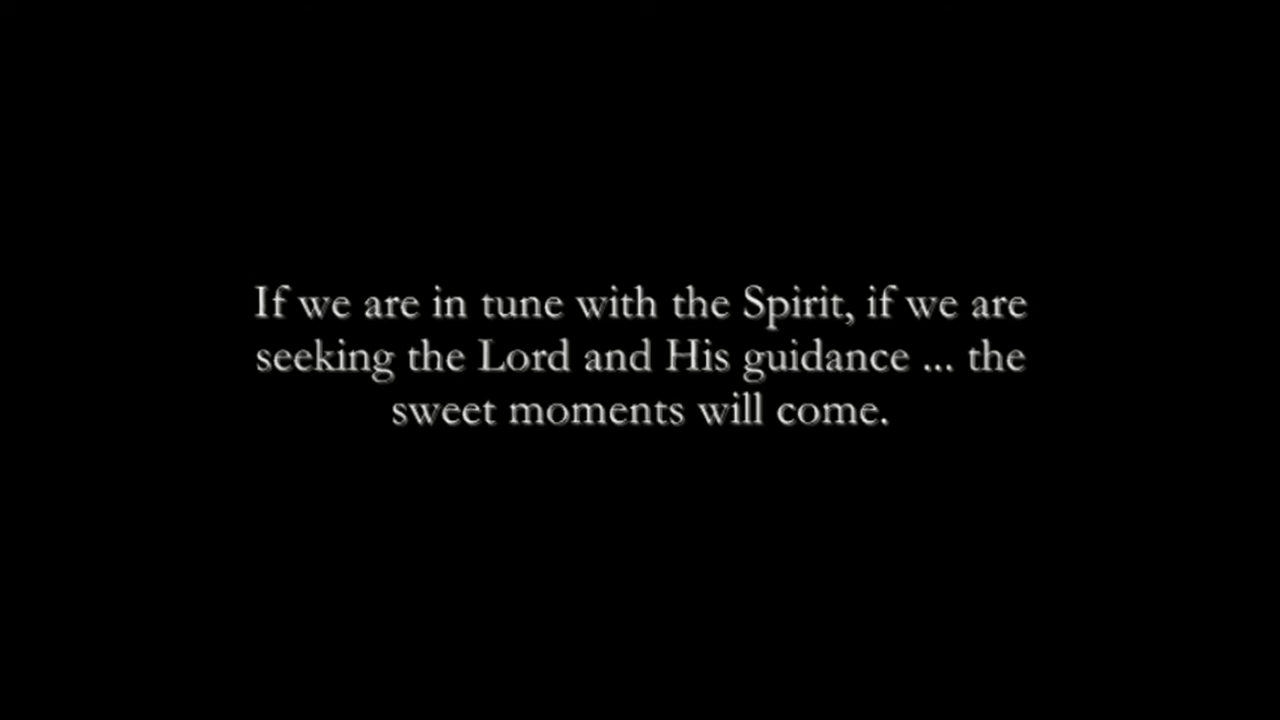 If we are in tune with the Spirit, if we are
seeking the Lord and His guidance ... the
sweet moments will come.